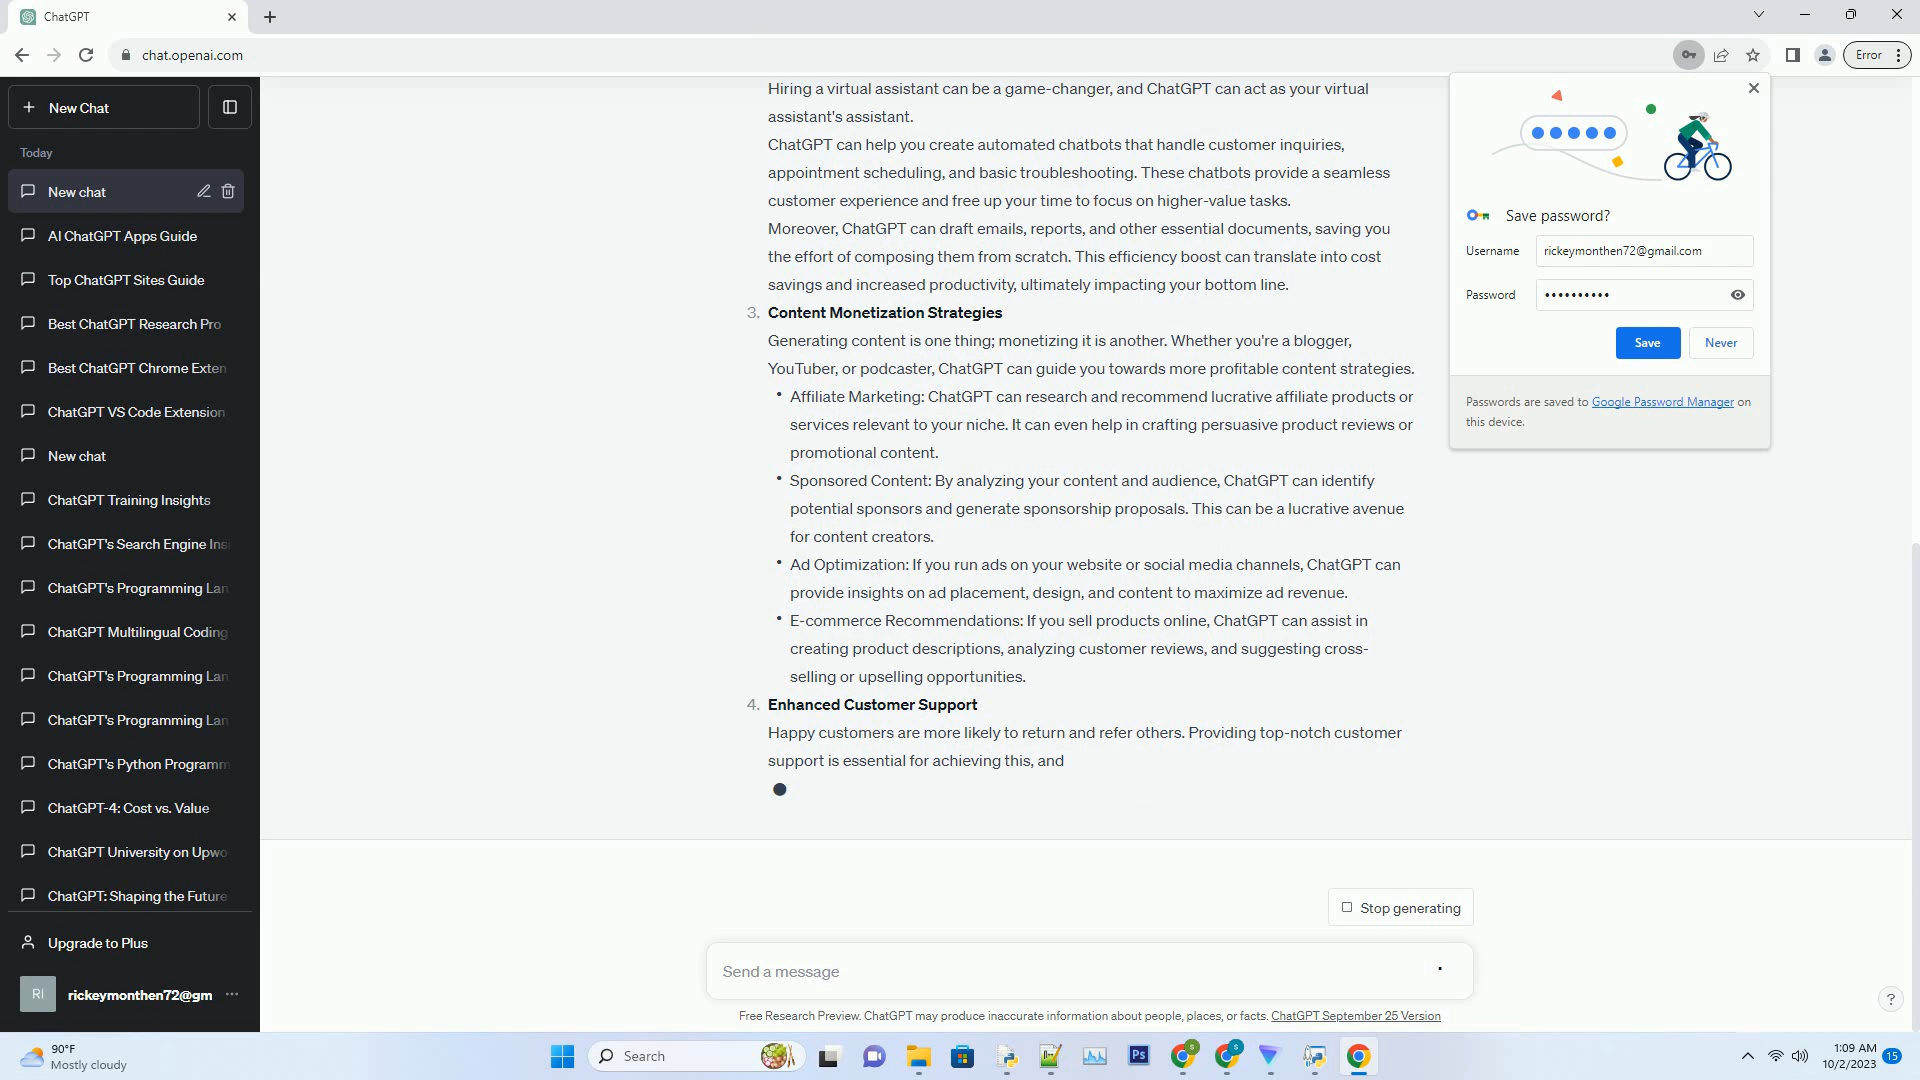 ChatGPT
chat.openai.com
Error
New Chat
Today
New chat
AI ChatGPT Apps Guide
Top ChatGPT Sites Guide
Best ChatGPT Research Pro
Best ChatGPT Chrome Exten
ChatGPT VS Code Extension
New chat
ChatGPT Training Insights
ChatGPT's Search Engine Ins
ChatGPT's Programming Lan
ChatGPT Multilingual Coding
ChatGPT's Programming Lan
ChatGPT's Programming Lan
ChatGPT's Python Programm
ChatGPT-4: Cost vs. Value
ChatGPT University on Upwo
ChatGPT: Shaping the Future
Upgrade to Plus
RI
rickeymonthen72@gm
Hiring a virtual assistant can be a game-changer, and ChatGPT can act as your virtual
assistant's assistant.
ChatGPT can help you create automated chatbots that handle customer inquiries,
appointment scheduling, and basic troubleshooting. These chatbots provide a seamless
customer experience and free up your time to focus on higher-value tasks.
Moreover, ChatGPT can draft emails, reports, and other essential documents, saving you
the effort of composing them from scratch. This efficiency boost can translate into cost
savings and increased productivity, ultimately impacting your bottom line.
3. Content Monetization Strategies
Generating content is one thing; monetizing it is another. Whether you're a blogger,
YouTuber, or podcaster, ChatGPT can guide you towards more profitable content strategies.
• Affiliate Marketing: ChatGPT can research and recommend lucrative affiliate products or
services relevant to your niche. It can even help in crafting persuasive product reviews or
promotional content.
• Sponsored Content: By analyzing your content and audience, ChatGPT can identify
potential sponsors and generate sponsorship proposals. This can be a lucrative avenue
for content creators.
• Ad Optimization: If you run ads on your website or social media channels, ChatGPT can
provide insights on ad placement, design, and content to maximize ad revenue.
• E-commerce Recommendations: If you sell products online, ChatGPT can assist in
creating product descriptions, analyzing customer reviews, and suggesting cross-
selling or upselling opportunities.
4. Enhanced Customer Support
Happy customers are more likely to return and refer others. Providing top-notch customer
support is essential for achieving this, and
Stop generating
Send a message
Free Research Preview. ChatGPT may produce inaccurate information about people, places, or facts. ChatGPT September 25 Version
?
Save password?
Username rickeymonthen72@gmail.com
Password ••••••••••
Save Never
Passwords are saved to Google Password Manager on
this device.
90°F
Mostly cloudy
Search
Ps
S
S
1:09 AM
10/2/2023
15